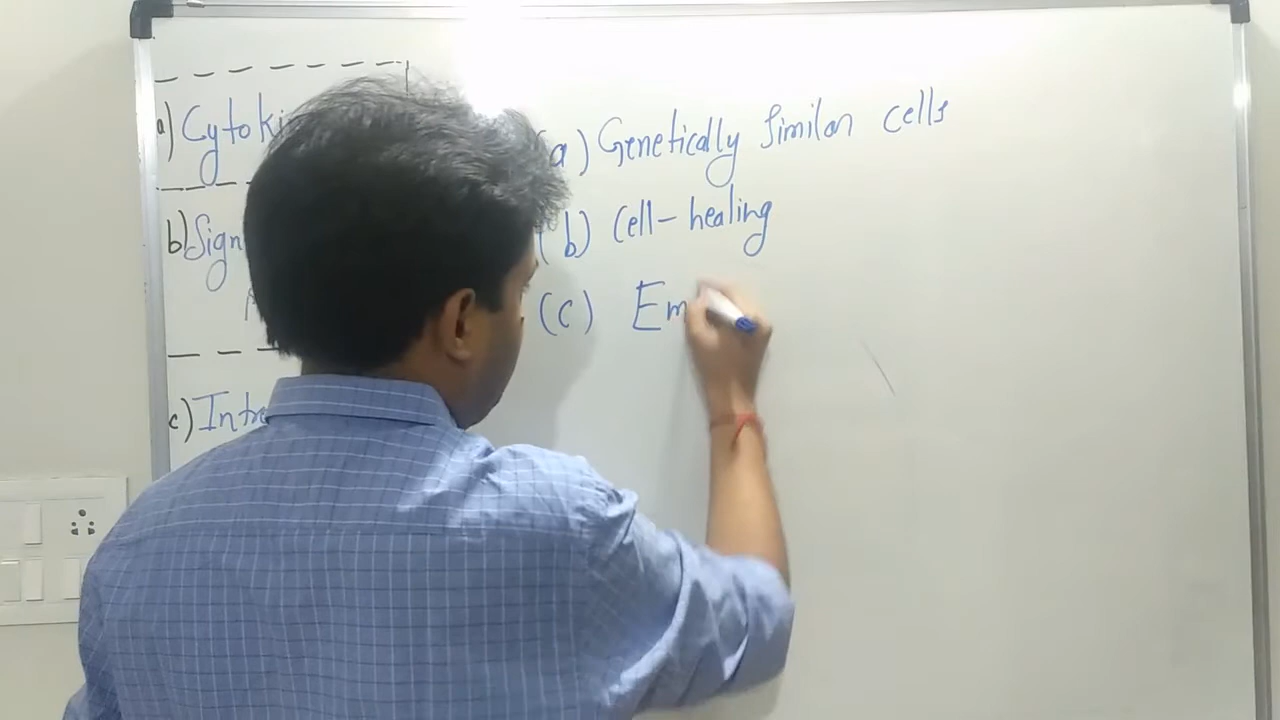 a) Cytoki
b) Sign
c) Intr
(a) Genetically Similar cells
(b) Cell-healing
(c) Em